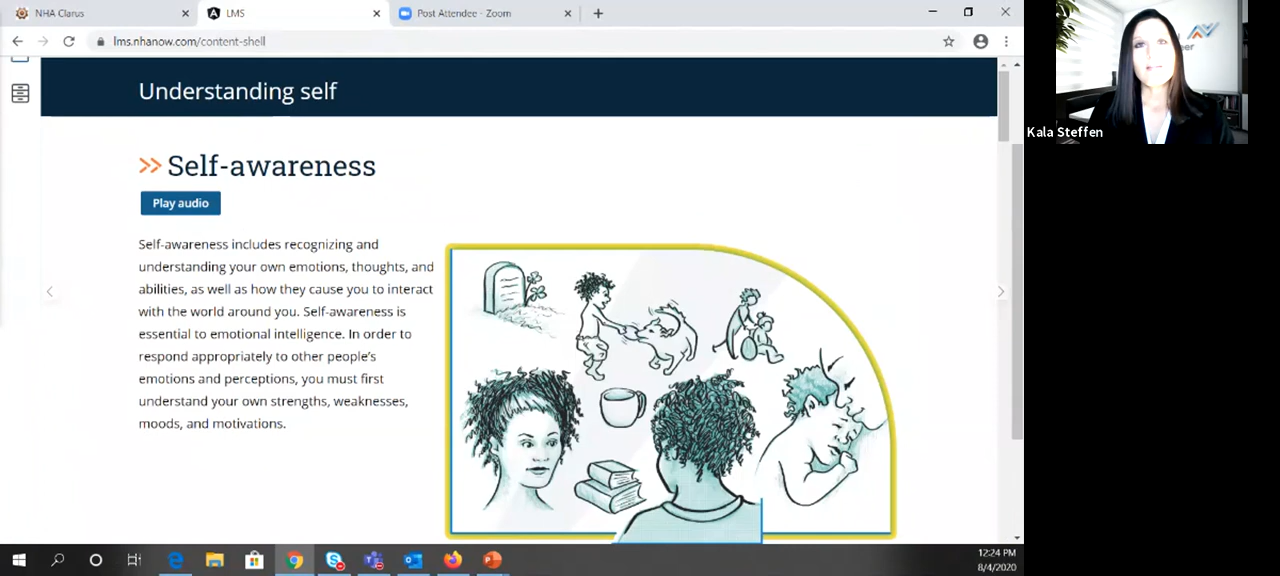 NHA Clarus
LMS
Post Attendee - Zoom
lms.nhanow.com/content-shell
Understanding self
Kala Steffen
>> Self-awareness
Play audio
Self-awareness includes recognizing and
understanding your own emotions, thoughts, and
abilities, as well as how they cause you to interact
with the world around you. Self-awareness is
essential to emotional intelligence. In order to
respond appropriately to other people's
emotions and perceptions, you must first
understand your own strengths, weaknesses,
moods, and motivations.
12:24 PM
8/4/2020